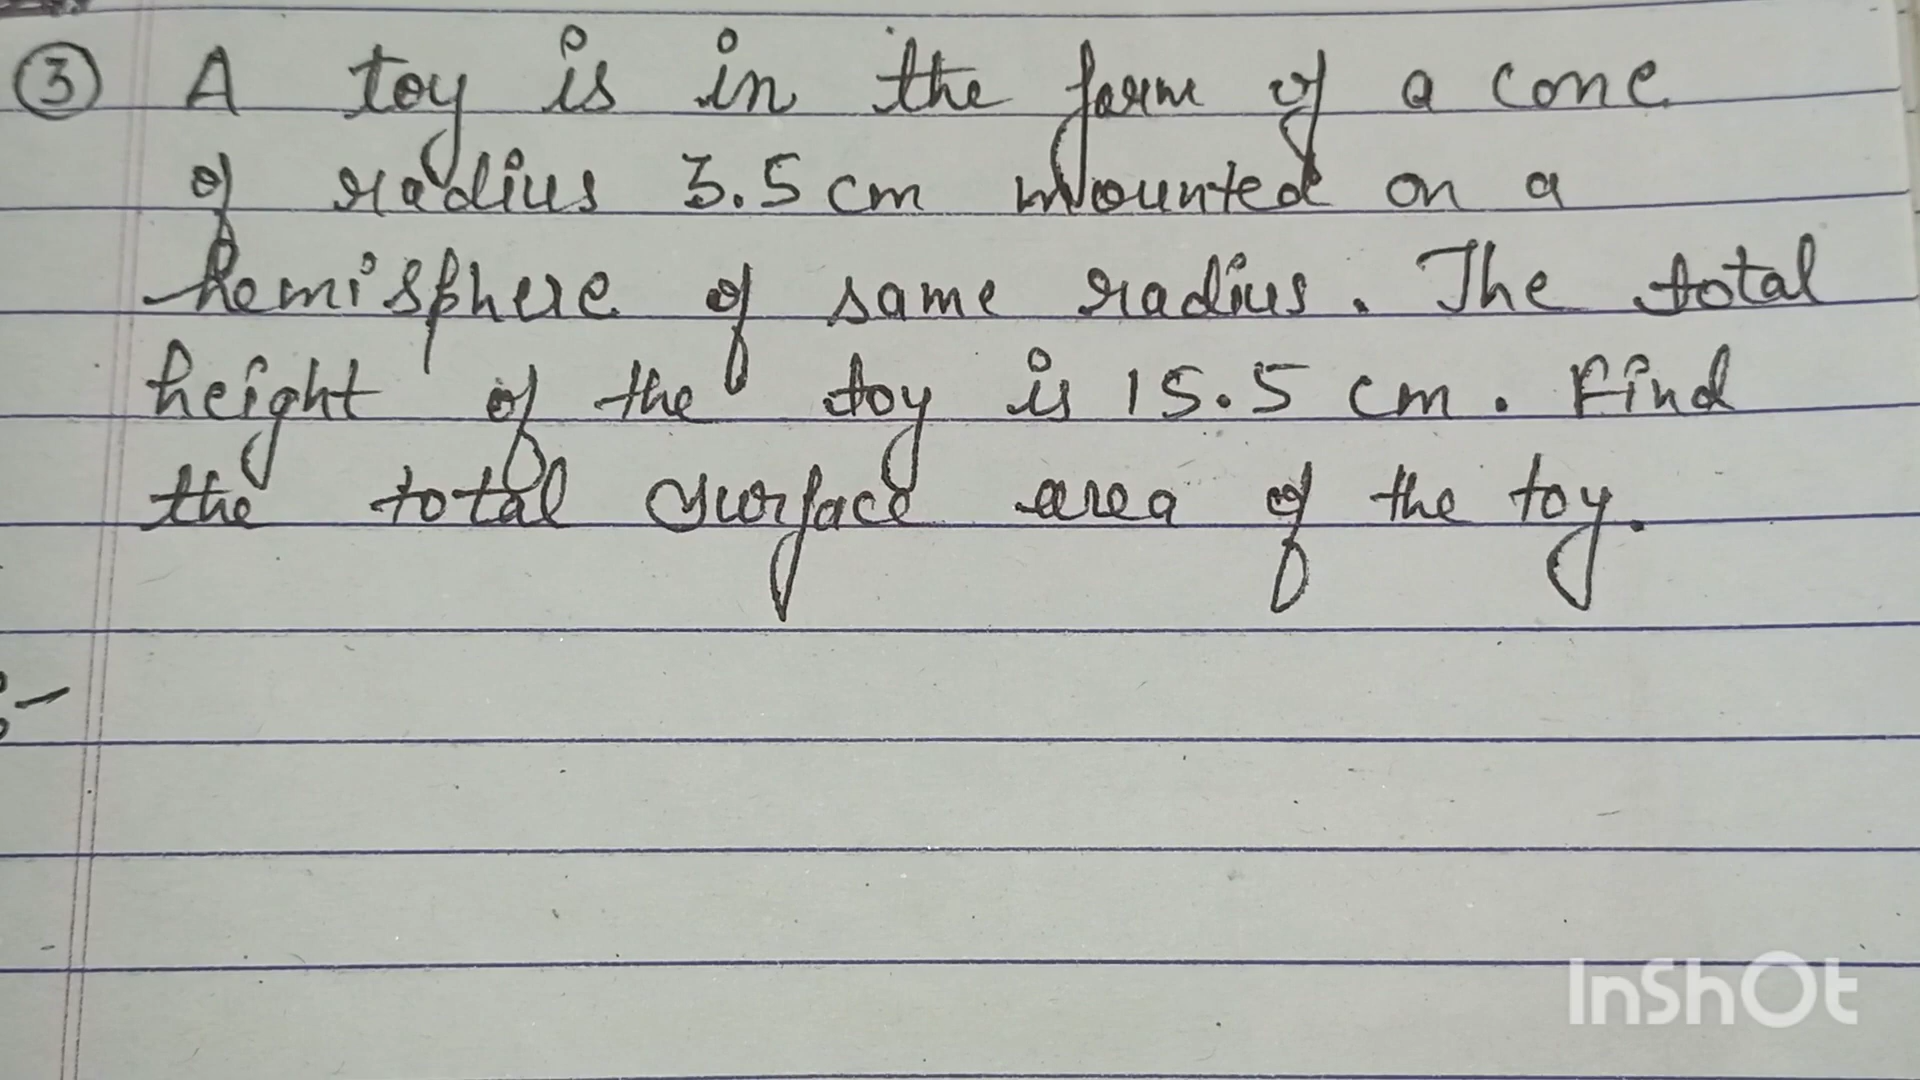 ③ A toy is in the form of a cone
of radius 3.5 cm mounted on a
hemisphere of same radius. The total
height of the toy is 15.5 cm. Find
the total surface area of the toy.
:-
InShOt